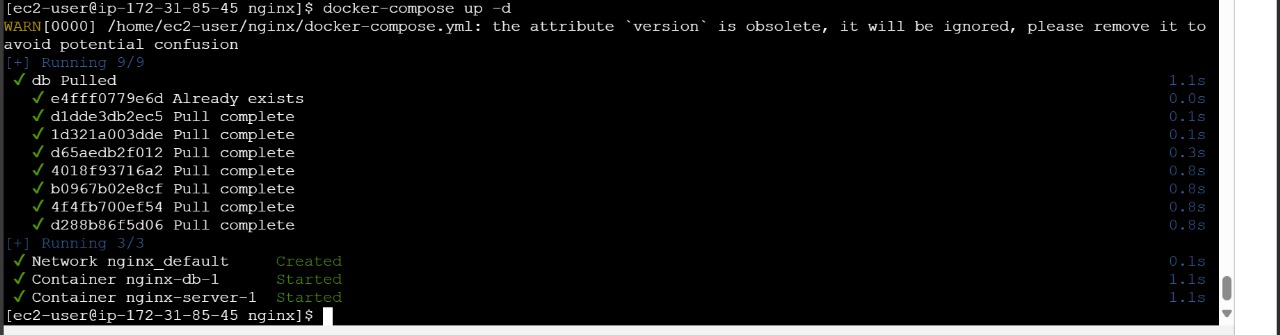 [ec2-user@ip-172-31-85-45 nginx]$ docker-compose up -d
WARN[0000] /home/ec2-user/nginx/docker-compose.yml: the attribute `version` is obsolete, it will be ignored, please remove it to
avoid potential confusion
[+] Running 9/9
✓ db Pulled 1.1s
✓ e4fff0779e6d Already exists 0.0s
✓ d1dde3db2ec5 Pull complete 0.1s
✓ 1d321a003dde Pull complete 0.1s
✓ d65aedb2f012 Pull complete 0.3s
✓ 4018f93716a2 Pull complete 0.8s
✓ b0967b02e8cf Pull complete 0.8s
✓ 4f4fb700ef54 Pull complete 0.8s
✓ d288b86f5d06 Pull complete 0.8s
[+] Running 3/3
✓ Network nginx_default Created 0.1s
✓ Container nginx-db-1 Started 1.1s
✓ Container nginx-server-1 Started 1.1s
[ec2-user@ip-172-31-85-45 nginx]$